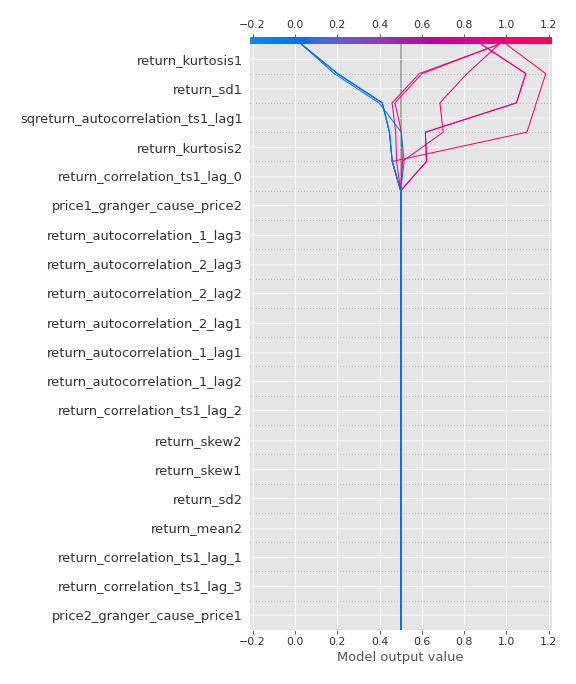 −0.2 0.0 0.2 0.4 0.6 0.8 1.0 1.2
return_kurtosis1
return_sd1
sqreturn_autocorrelation_ts1_lag1
return_kurtosis2
return_correlation_ts1_lag_0
price1_granger_cause_price2
return_autocorrelation_1_lag3
return_autocorrelation_2_lag3
return_autocorrelation_2_lag2
return_autocorrelation_2_lag1
return_autocorrelation_1_lag1
return_autocorrelation_1_lag2
return_correlation_ts1_lag_2
return_skew2
return_skew1
return_sd2
return_mean2
return_correlation_ts1_lag_1
return_correlation_ts1_lag_3
price2_granger_cause_price1
−0.2 0.0 0.2 0.4 0.6 0.8 1.0 1.2
Model output value